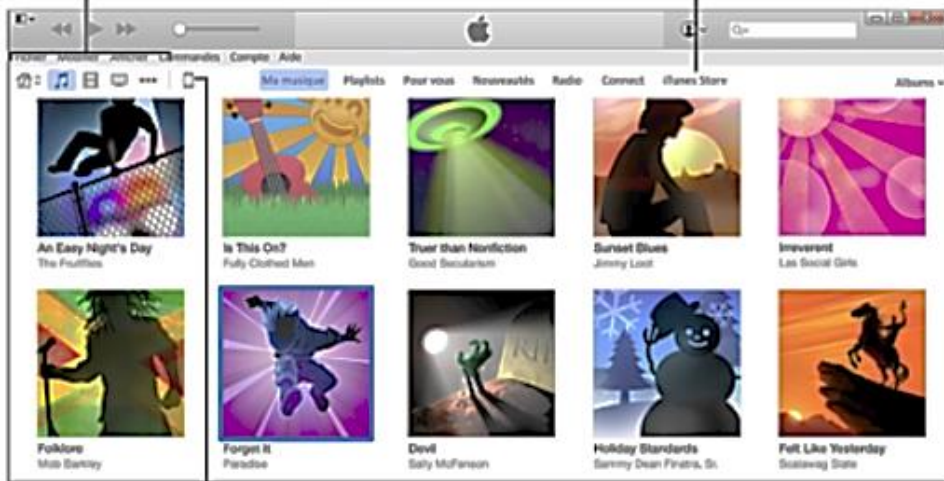 Fichier Modifier Afficher Commandes Compte Aide
Ma musique Playlists Pour vous Nouveautés Radio Connect iTunes Store Albums
An Easy Night's Day Is This On? Truer than Nonfiction Sunset Blues Irreverent
The Fruitflies Fully Clothed Men Good Secularism Jimmy Loot Las Social Girls
Folklore Forget It Devil Holiday Standards Felt Like Yesterday
Mob Barkley Paradise Sally McFanson Sammy Dean Finatra, Sr. Scalawag Slate